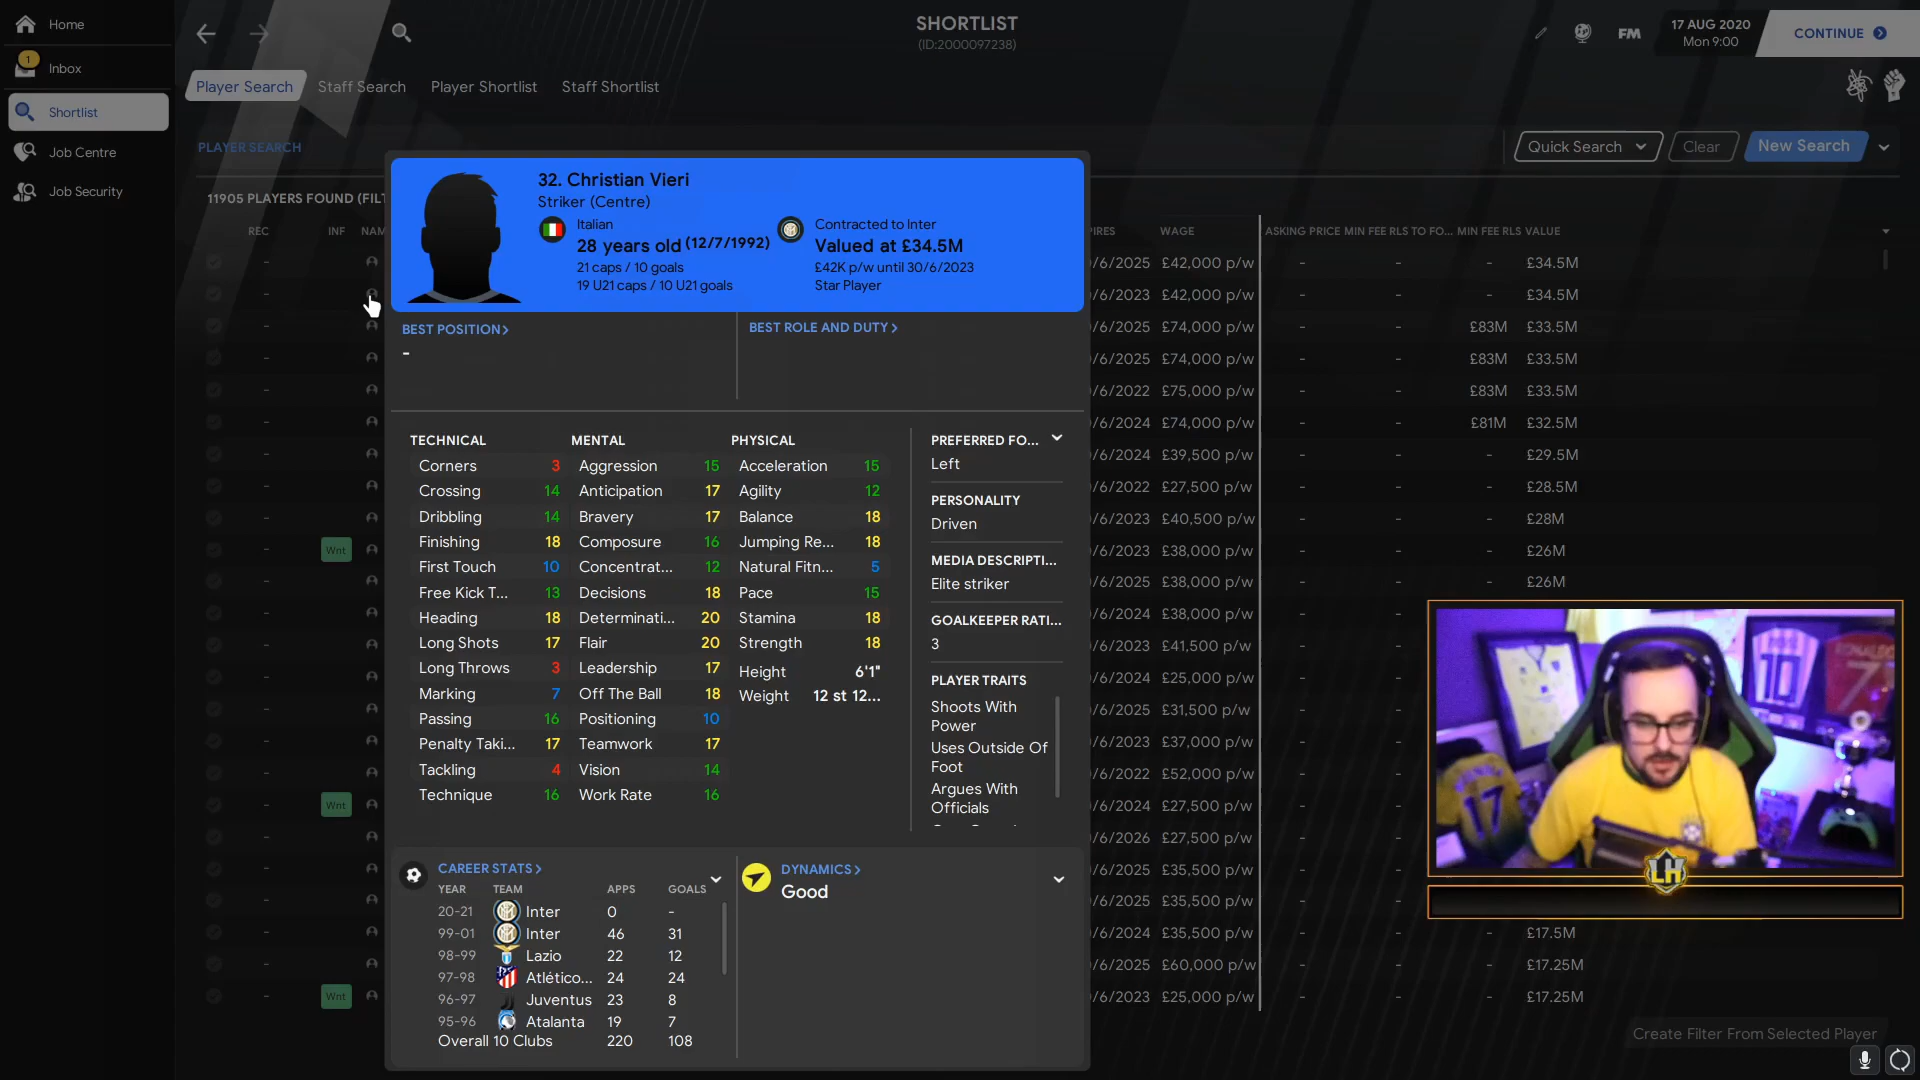 Home
1
Inbox
Shortlist
Job Centre
Job Security
SHORTLIST
(ID:2000097238)
FM
17 AUG 2020
Mon 9:00
CONTINUE
Player Search
Staff Search
Player Shortlist
Staff Shortlist
PLAYER SEARCH
Quick Search
Clear
New Search
11905 PLAYERS FOUND (FILT
REC
INF
NAM
PIRES
WAGE
ASKING PRICE
MIN FEE RLS TO FO...
MIN FEE RLS
VALUE
32. Christian Vieri
Striker (Centre)
Italian
28 years old (12/7/1992)
21 caps / 10 goals
19 U21 caps / 10 U21 goals
Contracted to Inter
Valued at £34.5M
£42K p/w until 30/6/2023
Star Player
BEST POSITION
-
BEST ROLE AND DUTY
TECHNICAL
Corners 3
Crossing 14
Dribbling 14
Finishing 18
First Touch 10
Free Kick T... 13
Heading 18
Long Shots 17
Long Throws 3
Marking 7
Passing 16
Penalty Taki... 17
Tackling 4
Technique 16
MENTAL
Aggression 15
Anticipation 17
Bravery 17
Composure 16
Concentrat... 12
Decisions 18
Determinati... 20
Flair 20
Leadership 17
Off The Ball 18
Positioning 10
Teamwork 17
Vision 14
Work Rate 16
PHYSICAL
Acceleration 15
Agility 12
Balance 18
Jumping Re... 18
Natural Fitn... 5
Pace 15
Stamina 18
Strength 18
Height 6'1"
Weight 12 st 12...
PREFERRED FO...
Left
PERSONALITY
Driven
MEDIA DESCRIPTI...
Elite striker
GOALKEEPER RATI...
3
PLAYER TRAITS
Shoots With
Power
Uses Outside Of
Foot
Argues With
Officials
CAREER STATS
YEAR TEAM APPS GOALS
20-21 Inter 0 -
99-01 Inter 46 31
98-99 Lazio 22 12
97-98 Atlético... 24 24
96-97 Juventus 23 8
95-96 Atalanta 19 7
Overall 10 Clubs 220 108
DYNAMICS
Good
/6/2025 £42,000 p/w - - - £34.5M
/6/2023 £42,000 p/w - - - £34.5M
/6/2025 £74,000 p/w - - £83M £33.5M
/6/2025 £74,000 p/w - - £83M £33.5M
/6/2022 £75,000 p/w - - £83M £33.5M
/6/2024 £74,000 p/w - - £81M £32.5M
/6/2024 £39,500 p/w - - - £29.5M
/6/2022 £27,500 p/w - - - £28.5M
/6/2023 £40,500 p/w - - - £28M
Wnt
/6/2023 £38,000 p/w - - - £26M
/6/2025 £38,000 p/w - - - £26M
/6/2024 £38,000 p/w -
/6/2023 £41,500 p/w -
/6/2024 £25,000 p/w -
/6/2025 £31,500 p/w -
/6/2023 £37,000 p/w -
/6/2022 £52,000 p/w -
Wnt
/6/2024 £27,500 p/w -
/6/2026 £27,500 p/w -
/6/2025 £35,500 p/w -
/6/2025 £35,500 p/w -
/6/2024 £35,500 p/w - - - £17.5M
/6/2025 £60,000 p/w - - - £17.25M
Wnt
/6/2023 £25,000 p/w - - - £17.25M
10
RONALDO
7
17
LH
Create Filter From Selected Player